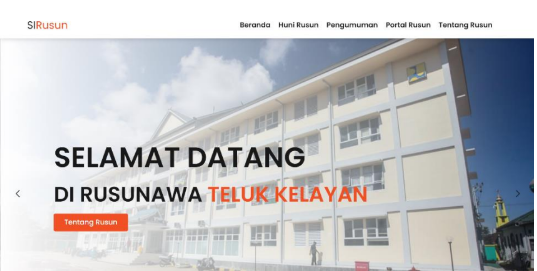 SIRusun
Beranda Huni Rusun Pengumuman Portal Rusun Tentang Rusun
SELAMAT DATANG
DI RUSUNAWA TELUK KELAYAN
Tentang Rusun